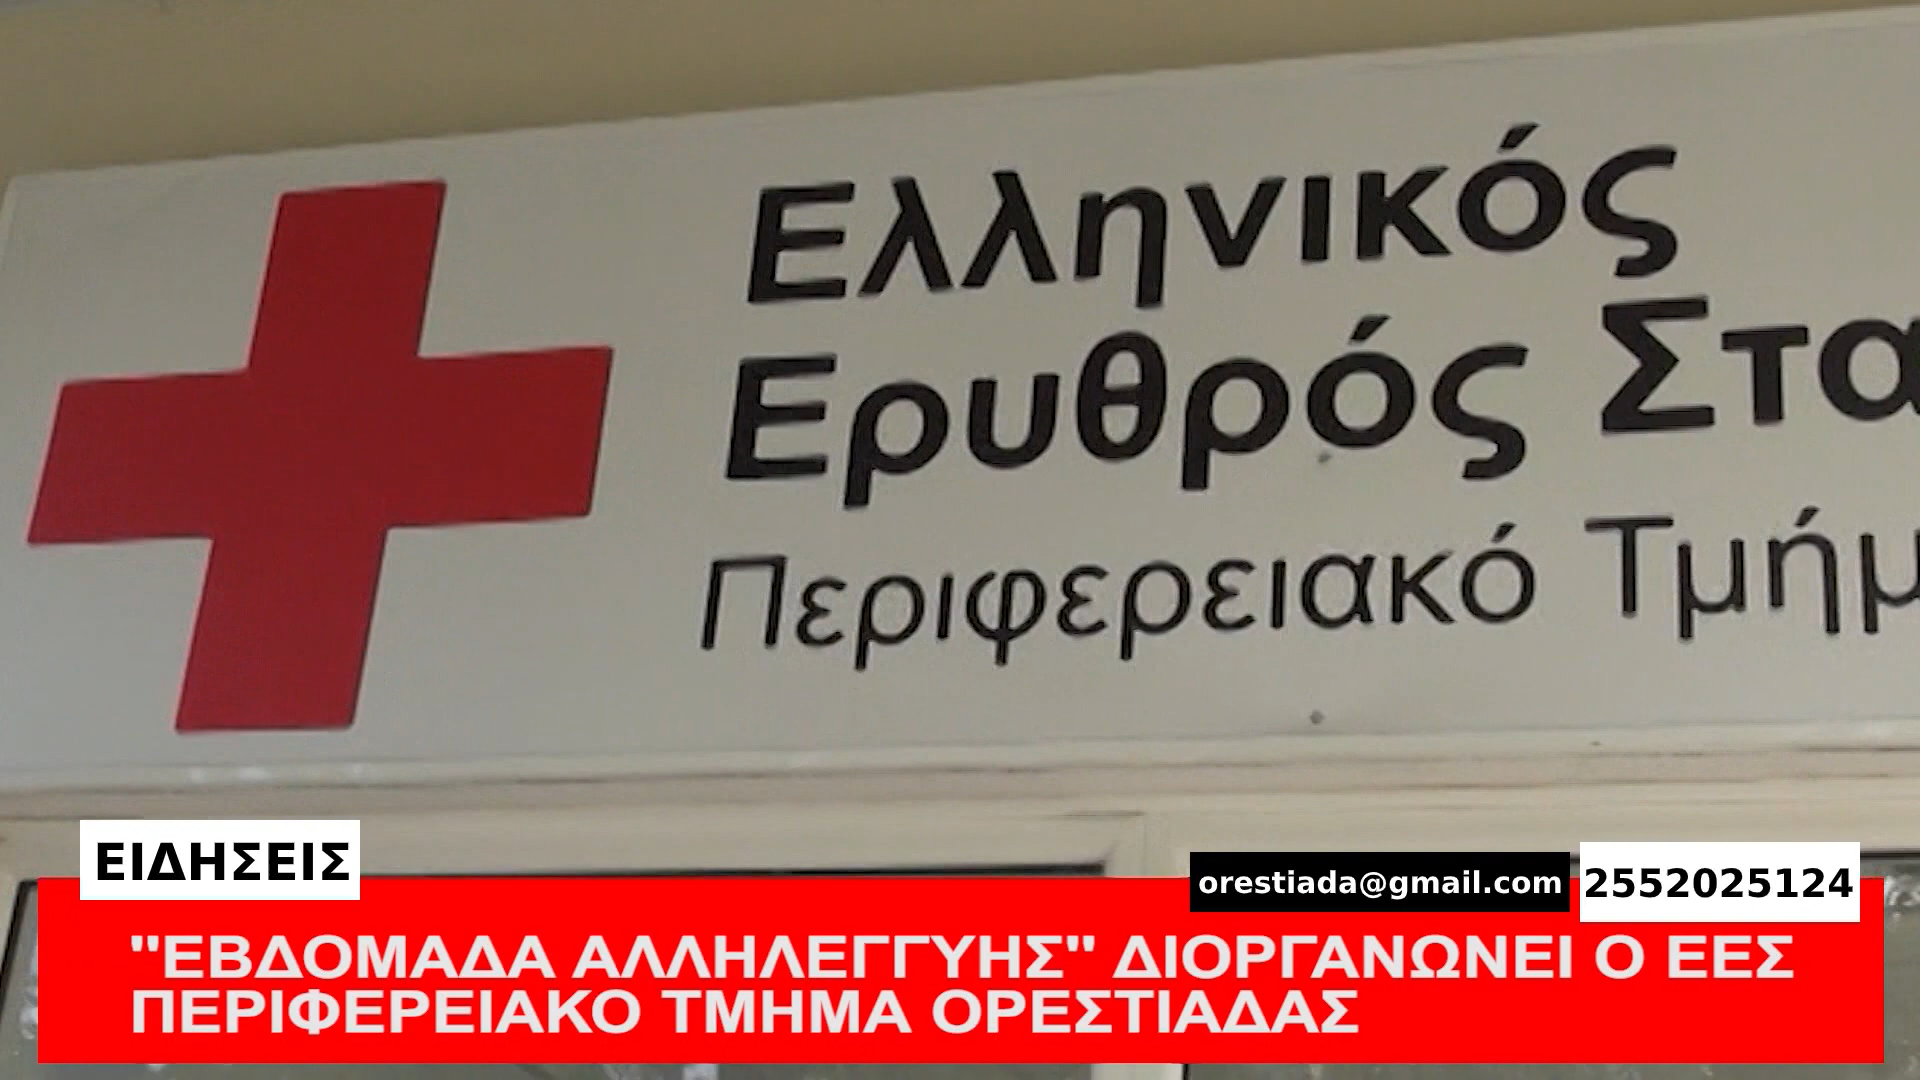 Ελληνικός
Ερυθρός Στα
Περιφερειακό Τμήμ
ΕΙΔΗΣΕΙΣ
orestiada@gmail.com
2552025124
"ΕΒΔΟΜΑΔΑ ΑΛΛΗΛΕΓΓΥΗΣ" ΔΙΟΡΓΑΝΩΝΕΙ Ο ΕΕΣ
ΠΕΡΙΦΕΡΕΙΑΚΟ ΤΜΗΜΑ ΟΡΕΣΤΙΑΔΑΣ